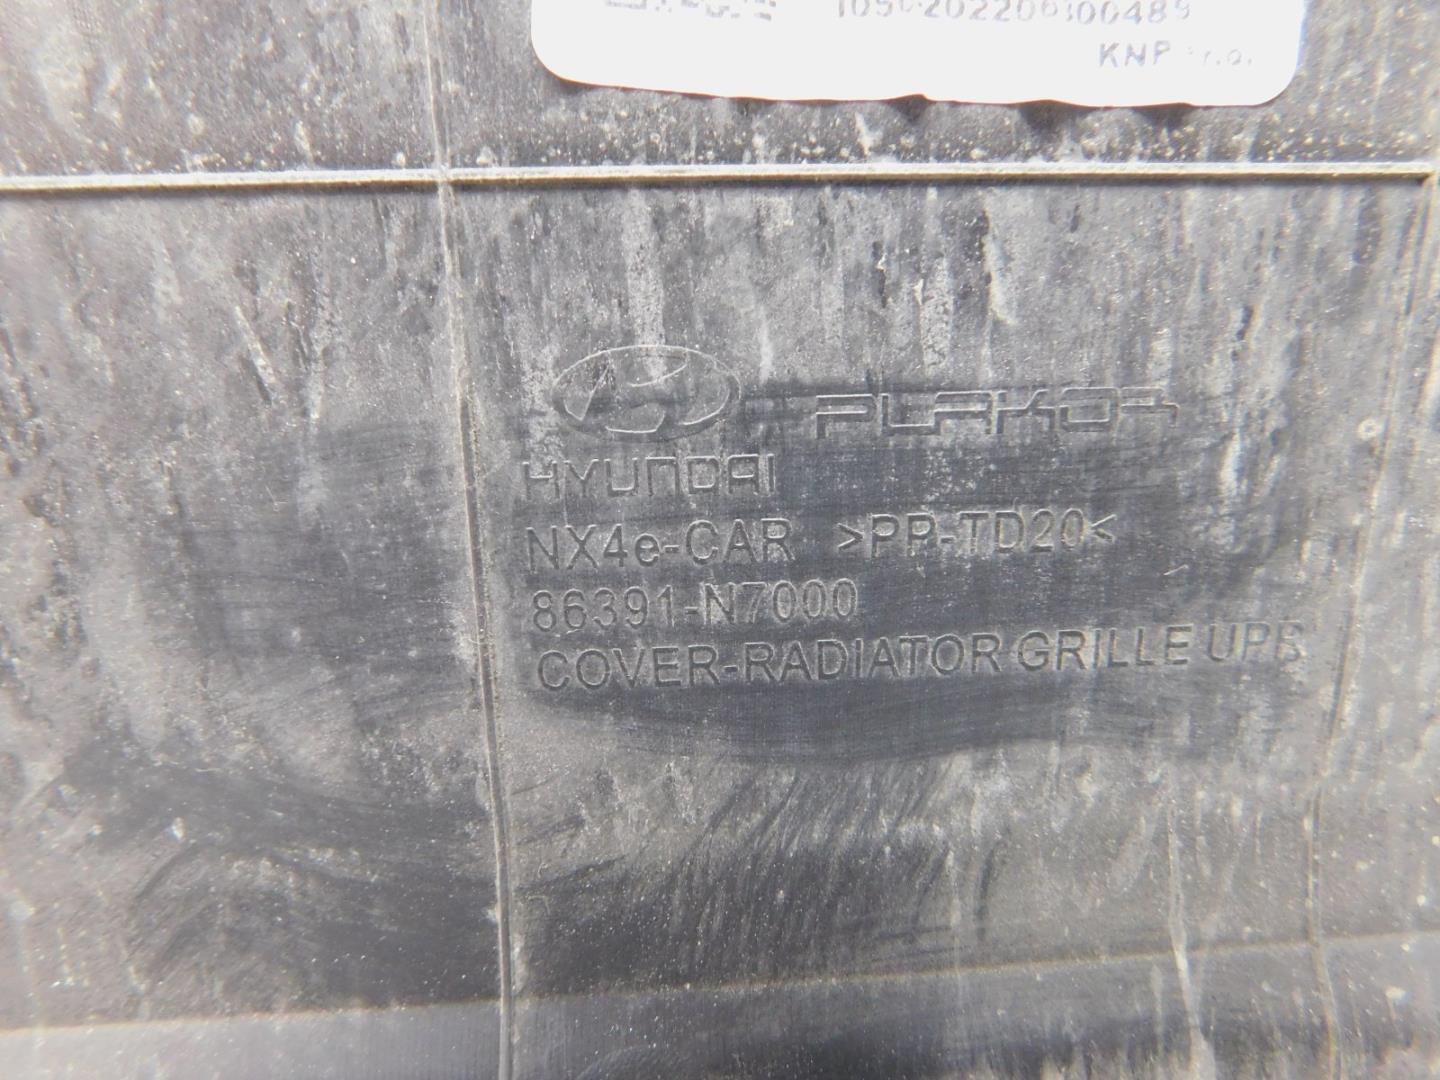 KNP s.r.o.
PLAKOR
HYUNDAI
NX4e-CAR >PP-TD20<
86391-N7000
COVER-RADIATOR GRILLE UPR